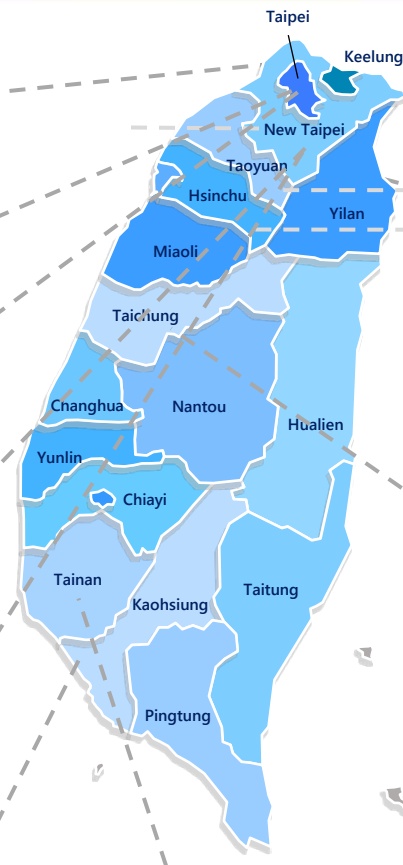 Taipei
Keelung
New Taipei
Taoyuan
Hsinchu
Yilan
Miaoli
Taichung
Changhua
Nantou
Hualien
Yunlin
Chiayi
Tainan
Kaohsiung
Taitung
Pingtung